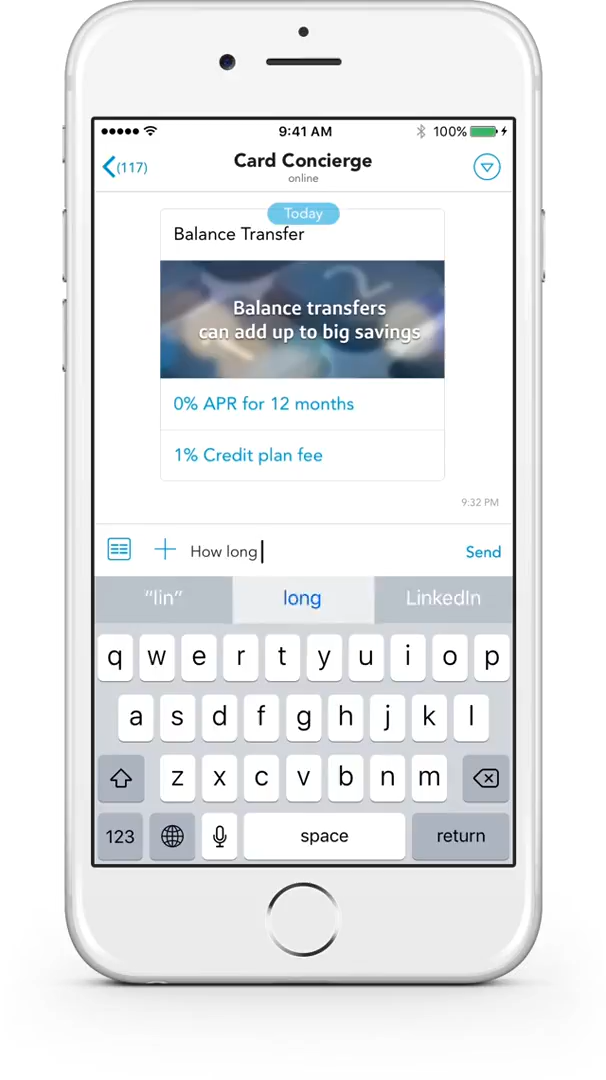 9:41 AM
100%
(117)
Card Concierge
online
Today
Balance Transfer
Balance transfers
can add up to big savings
0% APR for 12 months
1% Credit plan fee
9:32 PM
How long
Send
“lin” long LinkedIn
q w e r t y u i o p
a s d f g h j k l
z x c v b n m
123 space return